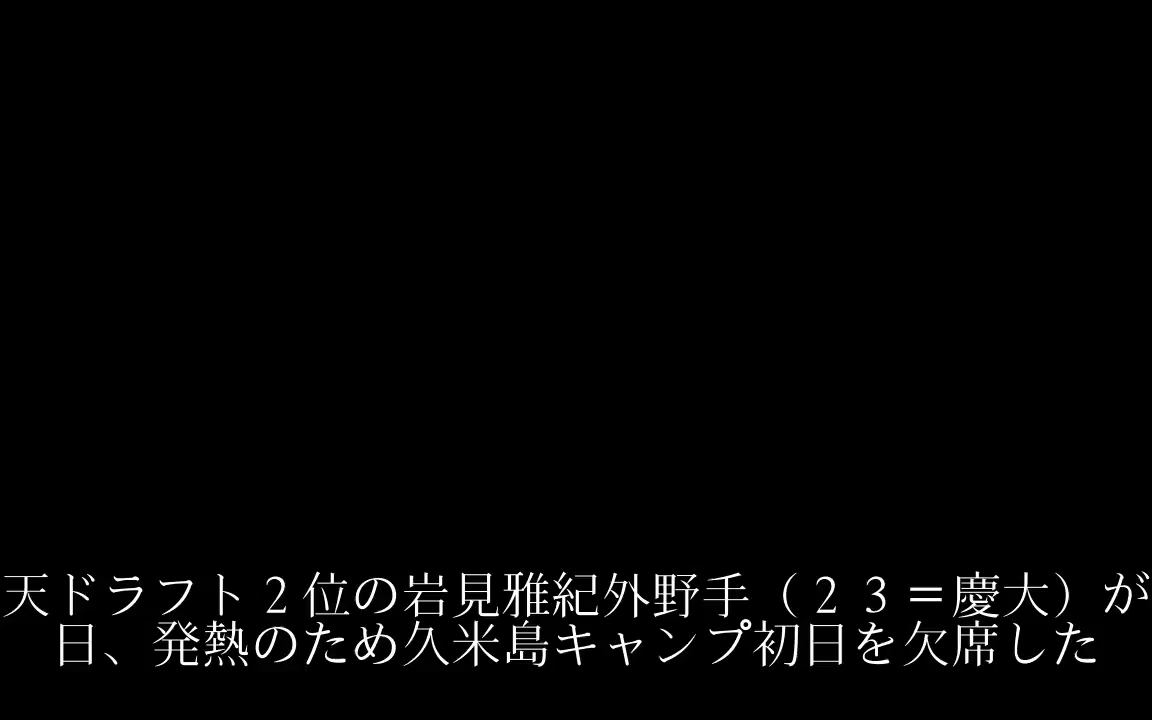 天ドラフト２位の岩見雅紀外野手（２３＝慶大）が
日、発熱のため久米島キャンプ初日を欠席した